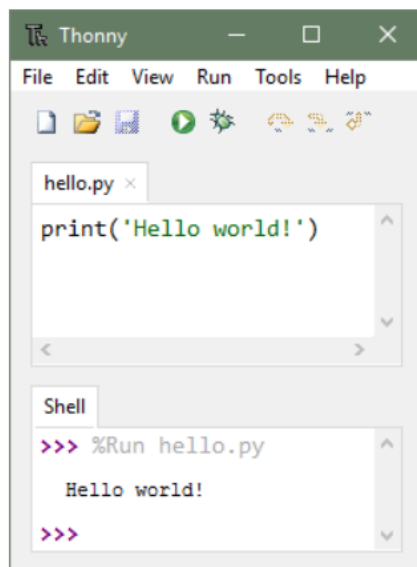 Thonny
File Edit View Run Tools Help
hello.py
print('Hello world!')
Shell
>>> %Run hello.py
Hello world!
>>>